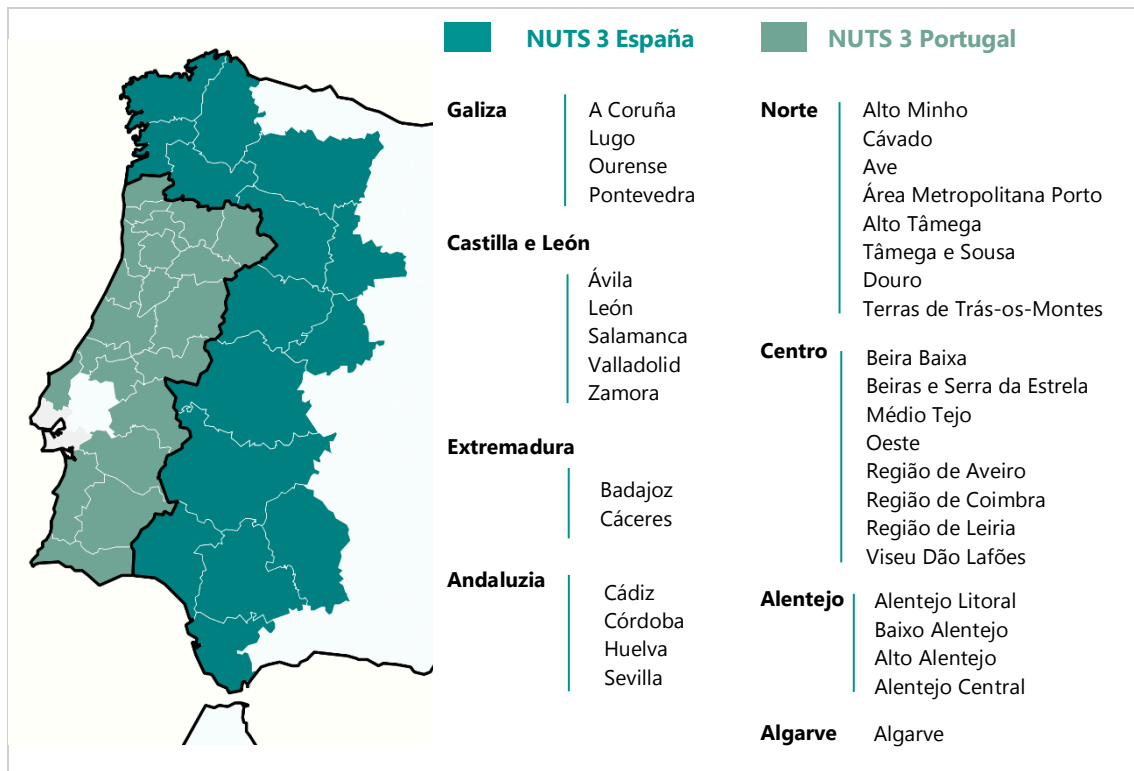 NUTS 3 España
Galiza
A Coruña
Lugo
Ourense
Pontevedra
Castilla e León
Ávila
León
Salamanca
Valladolid
Zamora
Extremadura
Badajoz
Cáceres
Andaluzia
Cádiz
Córdoba
Huelva
Sevilla
NUTS 3 Portugal
Norte
Alto Minho
Cávado
Ave
Área Metropolitana Porto
Alto Tâmega
Tâmega e Sousa
Douro
Terras de Trás-os-Montes
Centro
Beira Baixa
Beiras e Serra da Estrela
Médio Tejo
Oeste
Região de Aveiro
Região de Coimbra
Região de Leiria
Viseu Dão Lafões
Alentejo
Alentejo Litoral
Baixo Alentejo
Alto Alentejo
Alentejo Central
Algarve
Algarve